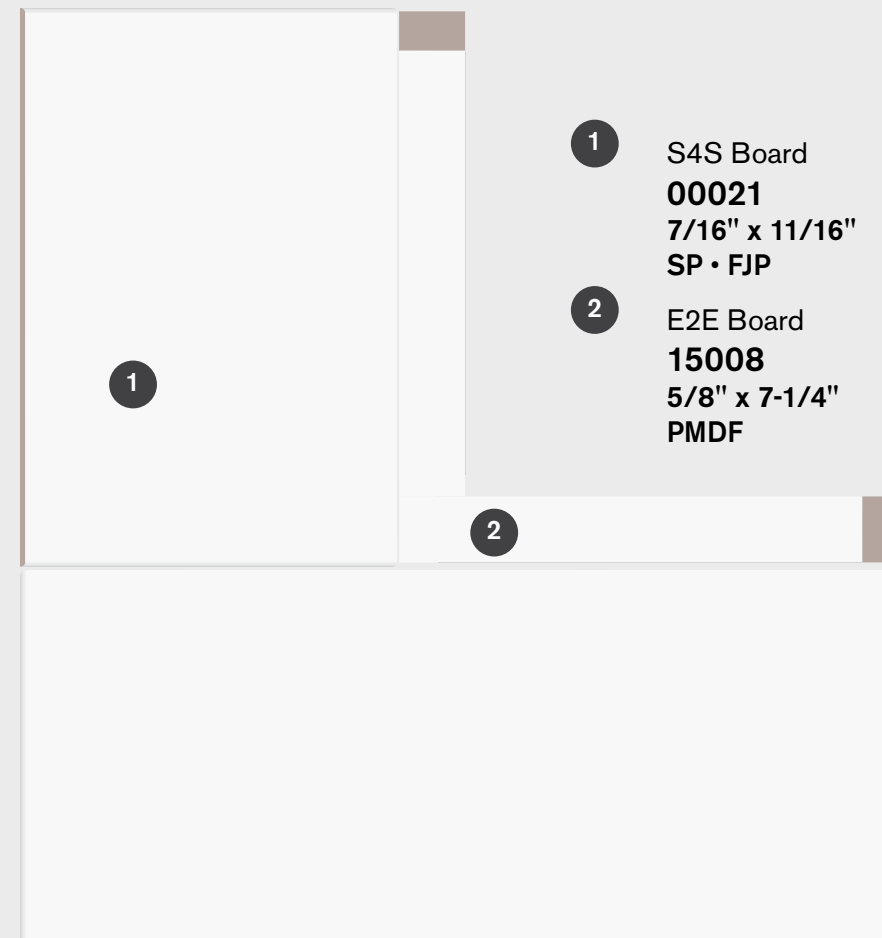 1
S4S Board
00021
7/16" x 11/16"
SP • FJP
2
E2E Board
15008
5/8" x 7-1/4"
PMDF
1
2